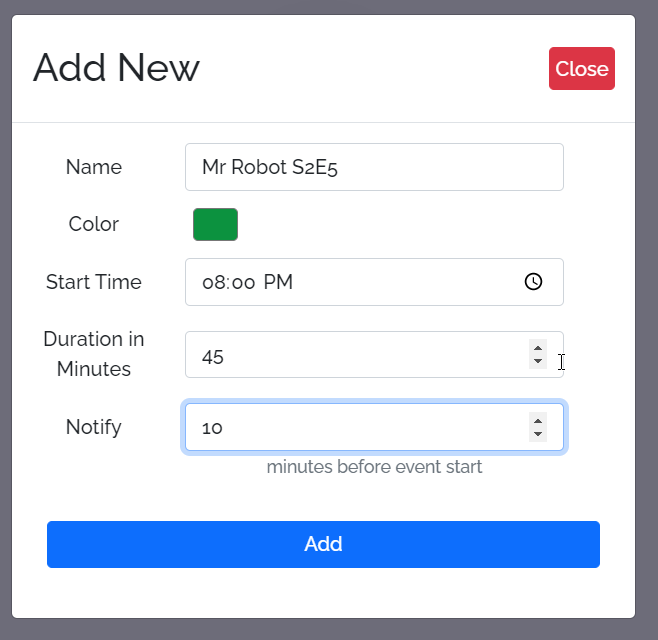 Add New
Close
Name
Mr Robot S2E5
Color
Start Time
08:00 PM
Duration in
Minutes
45
Notify
10
minutes before event start
Add